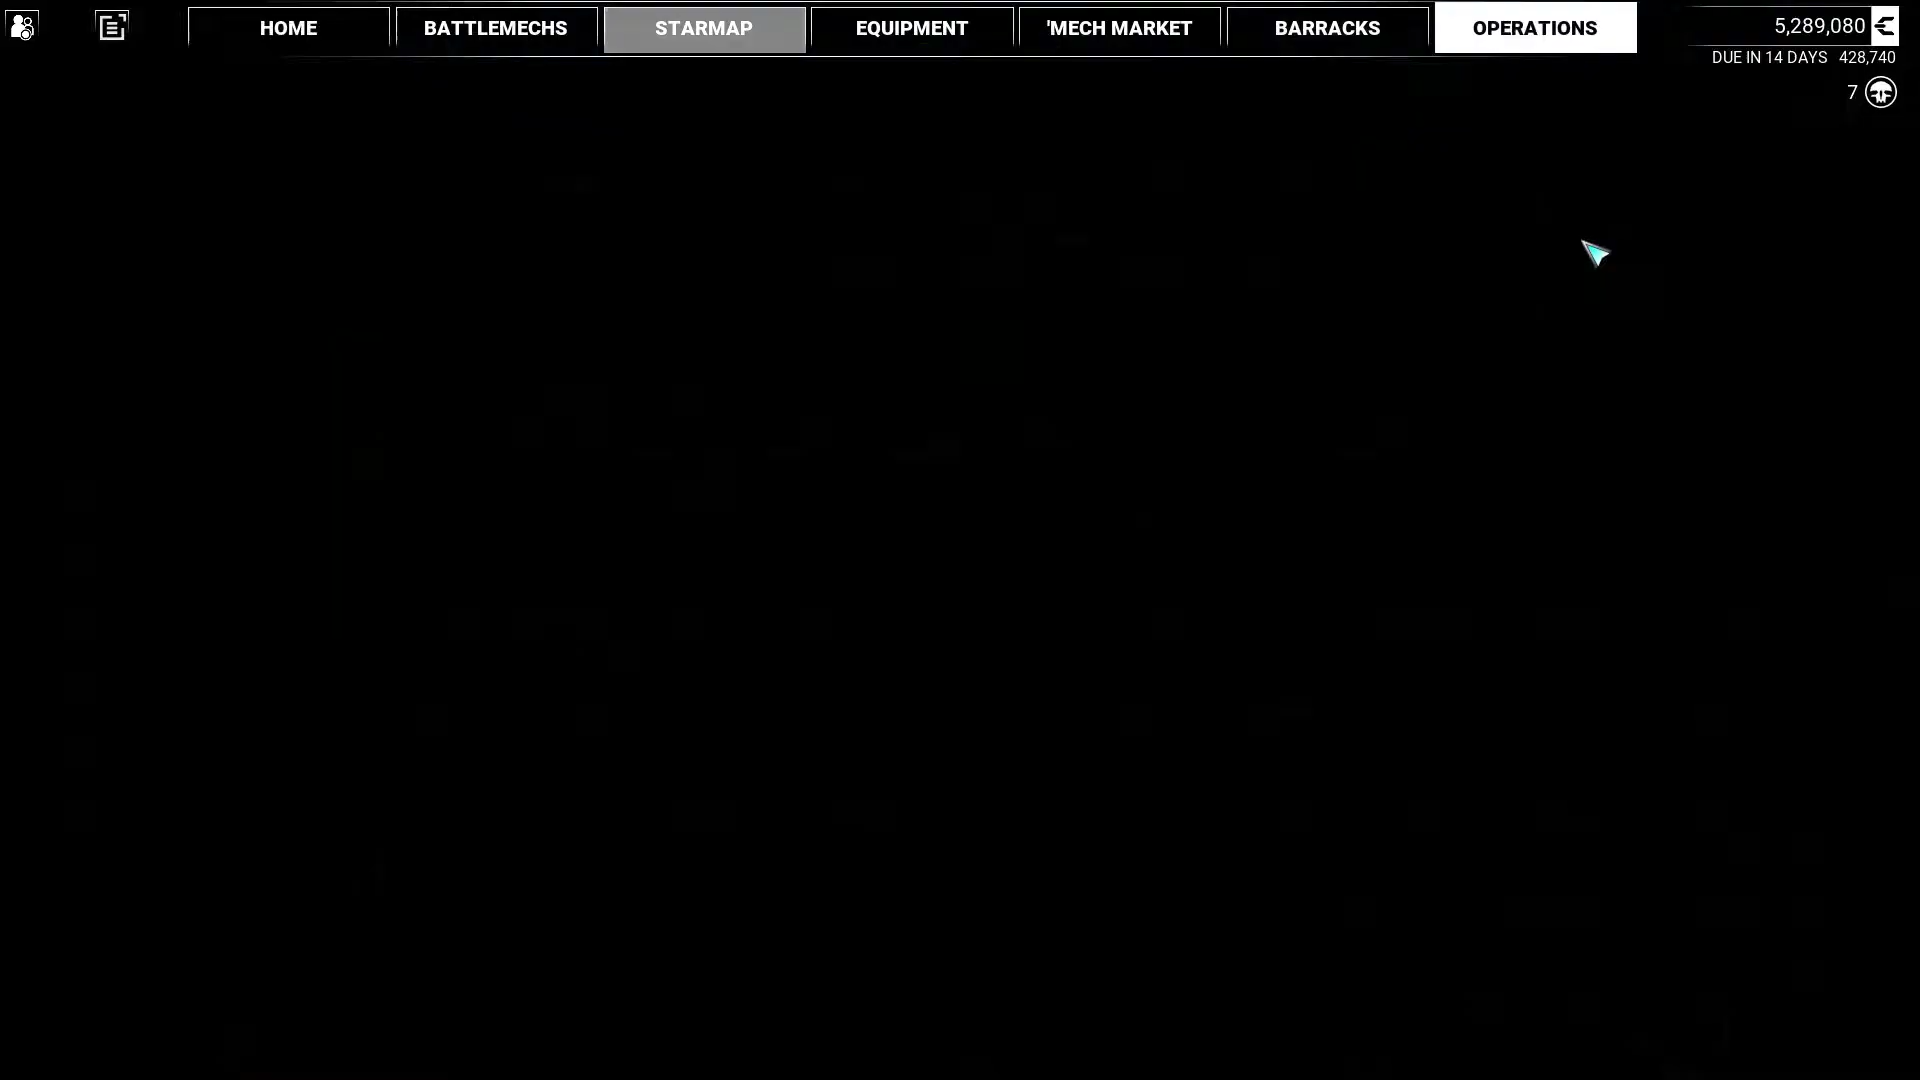 HOME
BATTLEMECHS
STARMAP
EQUIPMENT
'MECH MARKET
BARRACKS
OPERATIONS
5,289,080
DUE IN 14 DAYS 428,740
7